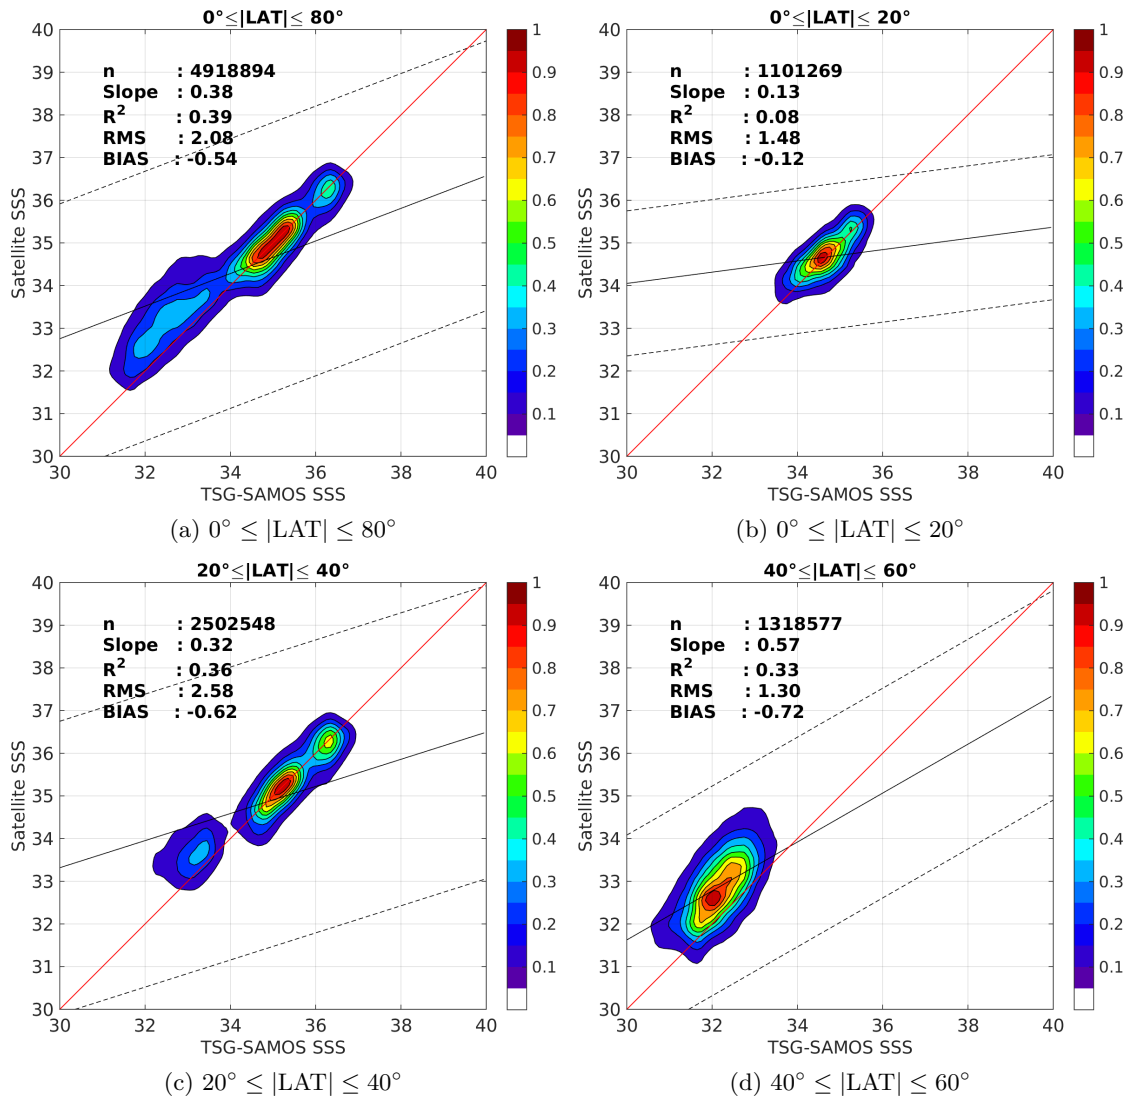 0°≤|LAT|≤ 80°
n : 4918894
Slope : 0.38
R² : 0.39
RMS : 2.08
BIAS : -0.54
40
39
38
37
36
35
34
33
32
31
30
30 32 34 36 38 40
Satellite SSS
TSG-SAMOS SSS
1
0.9
0.8
0.7
0.6
0.5
0.4
0.3
0.2
0.1
(a) 0° ≤ |LAT| ≤ 80°
0°≤|LAT|≤ 20°
n : 1101269
Slope : 0.13
R² : 0.08
RMS : 1.48
BIAS : -0.12
40
39
38
37
36
35
34
33
32
31
30
30 32 34 36 38 40
Satellite SSS
TSG-SAMOS SSS
1
0.9
0.8
0.7
0.6
0.5
0.4
0.3
0.2
0.1
(b) 0° ≤ |LAT| ≤ 20°
20°≤|LAT|≤ 40°
n : 2502548
Slope : 0.32
R² : 0.36
RMS : 2.58
BIAS : -0.62
40
39
38
37
36
35
34
33
32
31
30
30 32 34 36 38 40
Satellite SSS
TSG-SAMOS SSS
1
0.9
0.8
0.7
0.6
0.5
0.4
0.3
0.2
0.1
(c) 20° ≤ |LAT| ≤ 40°
40°≤|LAT|≤ 60°
n : 1318577
Slope : 0.57
R² : 0.33
RMS : 1.30
BIAS : -0.72
40
39
38
37
36
35
34
33
32
31
30
30 32 34 36 38 40
Satellite SSS
TSG-SAMOS SSS
1
0.9
0.8
0.7
0.6
0.5
0.4
0.3
0.2
0.1
(d) 40° ≤ |LAT| ≤ 60°